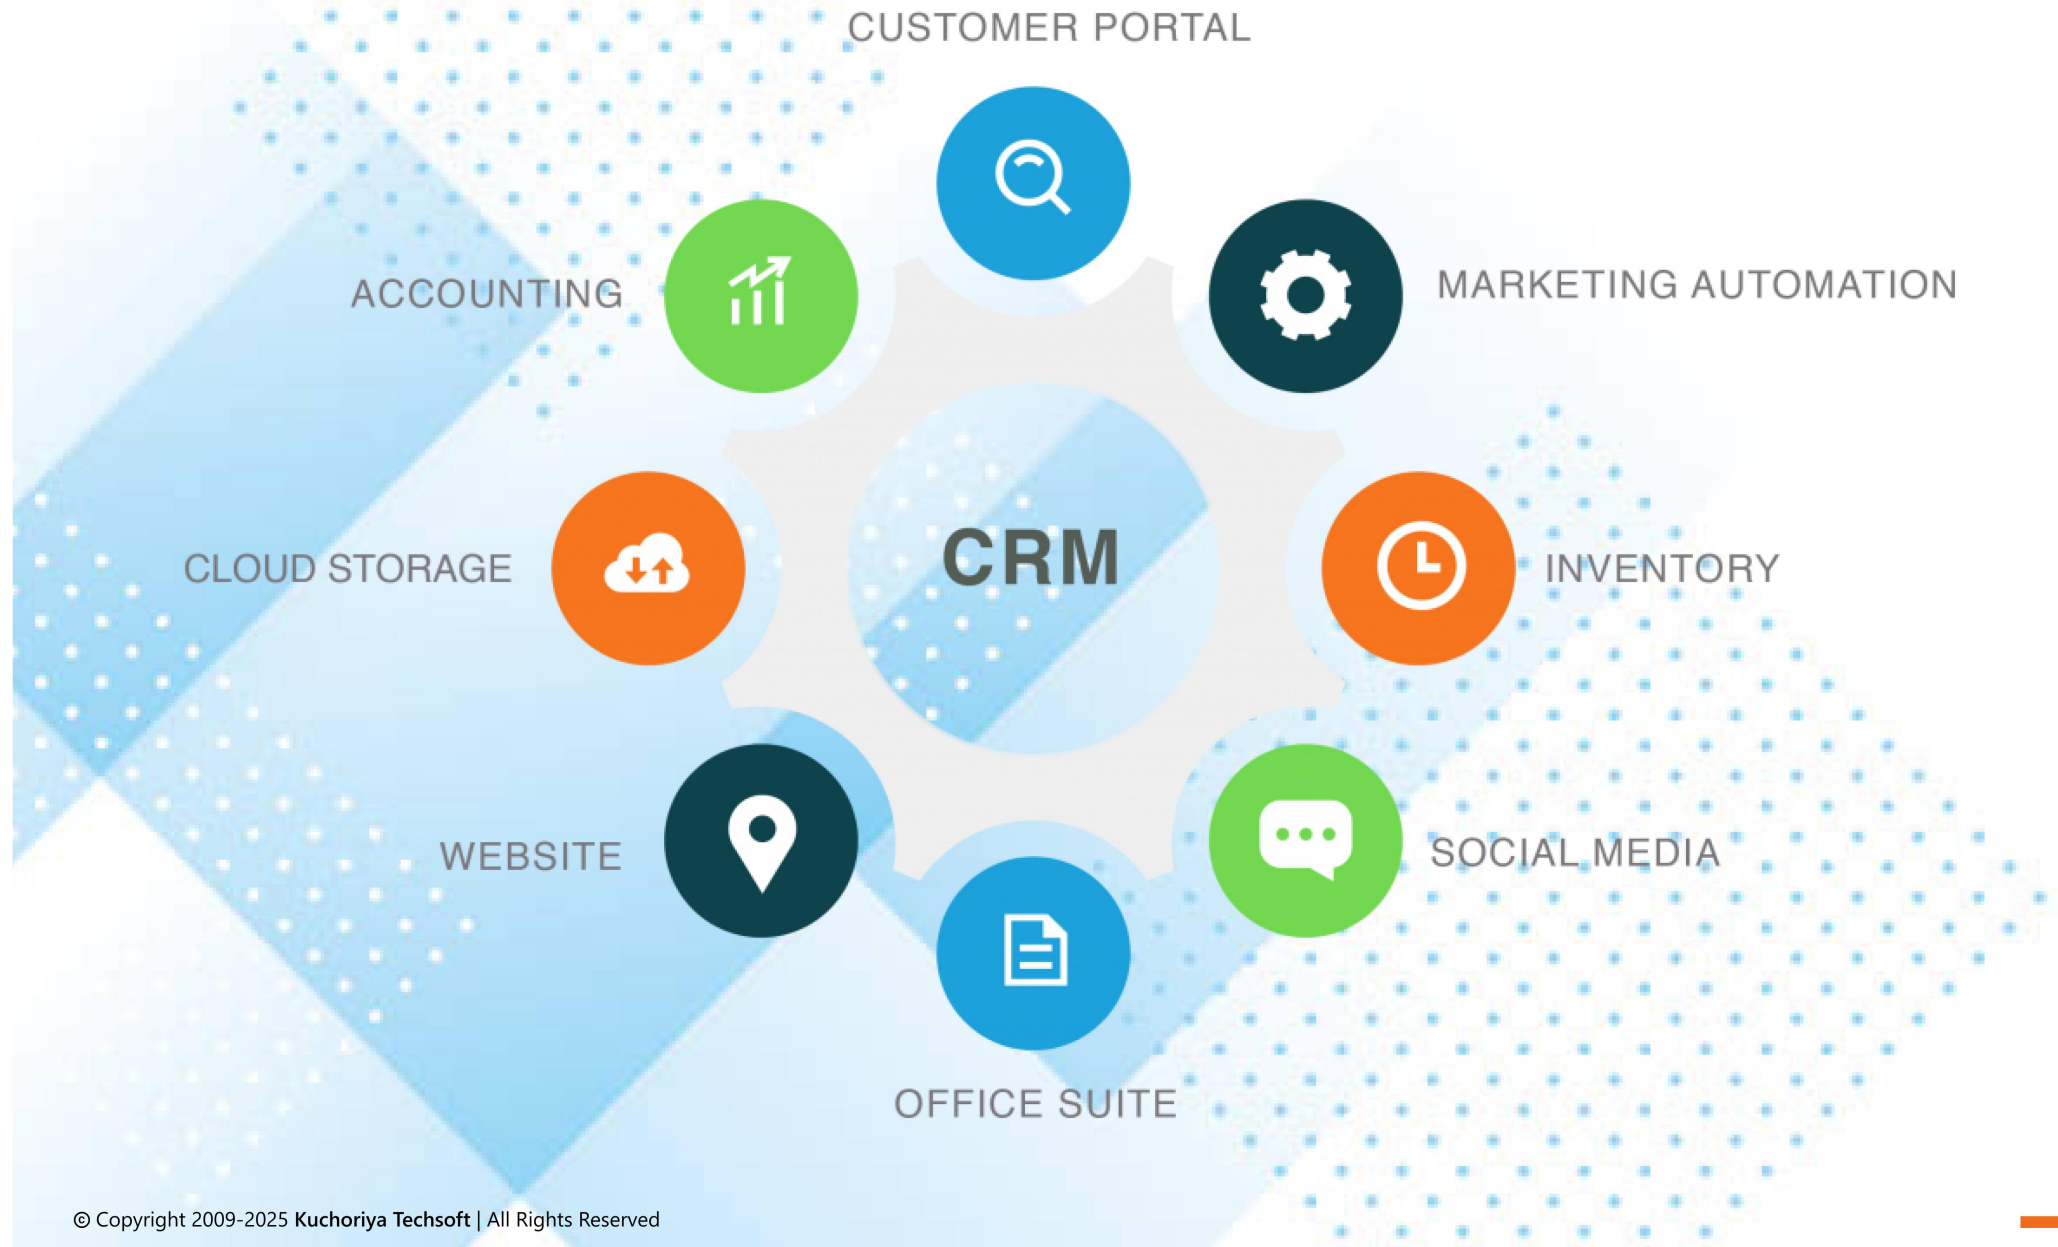 CUSTOMER PORTAL
ACCOUNTING
MARKETING AUTOMATION
CLOUD STORAGE
CRM
INVENTORY
WEBSITE
SOCIAL MEDIA
OFFICE SUITE
© Copyright 2009-2025 Kuchoriya Techsoft | All Rights Reserved